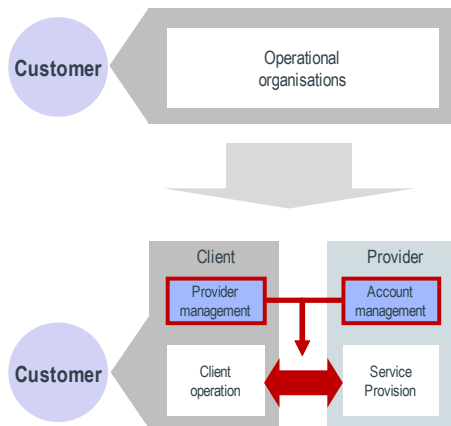 Customer
Operational
organisations
Client
Provider
Provider
management
Account
management
Customer
Client
operation
Service
Provision